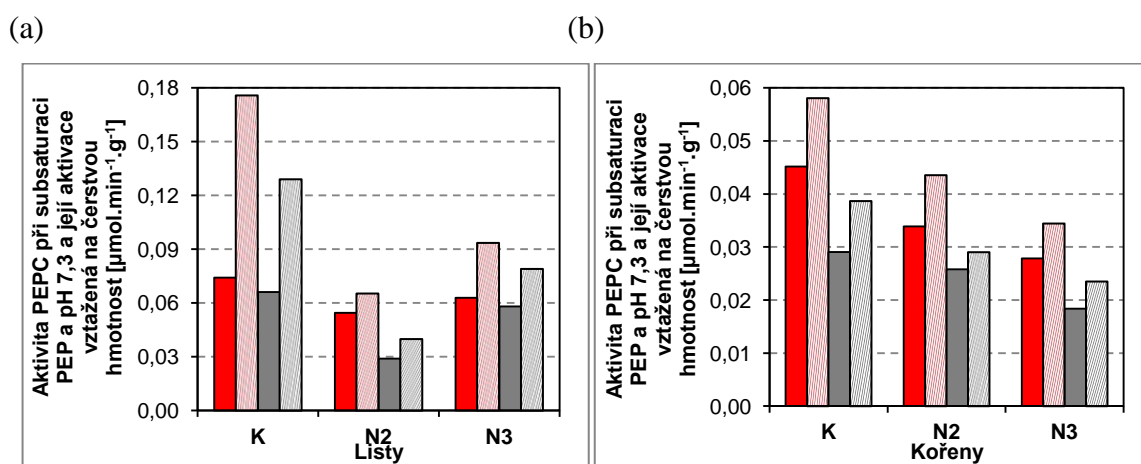 (a)
Aktivita PEPC při subsaturaci
PEP a pH 7,3 a její aktivace
vztažená na čerstvou
hmotnost [µmol.min⁻¹.g⁻¹]
0,18
0,15
0,12
0,09
0,06
0,03
0,00
K
N2
N3
Listy
(b)
Aktivita PEPC při subsaturaci
PEP a pH 7,3 a její aktivace
vztažená na čerstvou
hmotnost [µmol.min⁻¹.g⁻¹]
0,06
0,05
0,04
0,03
0,02
0,01
0,00
K
N2
N3
Kořeny